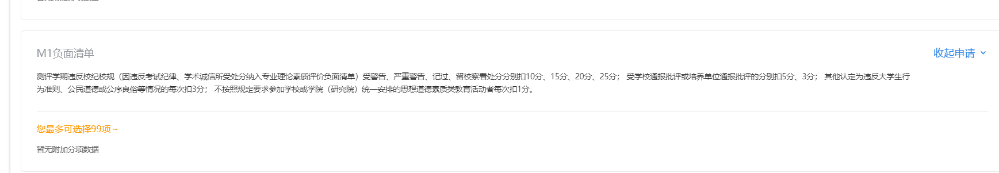 M1负面清单
收起申请
测评学期违反校纪校规（因违反考试纪律、学术诚信所受处分纳入专业理论素质评价负面清单）受警告、严重警告、记过、留校察看处分分别扣10分、15分、20分、25分； 受学校通报批评或培养单位通报批评的分别扣5分、3分； 其他认定为违反大学生行
为准则、公民道德或公序良俗等情况的每次扣3分； 不按照规定要求参加学校或学院（研究院）统一安排的思想道德素质类教育活动者每次扣1分。
您最多可选择99项～
暂无附加分项数据